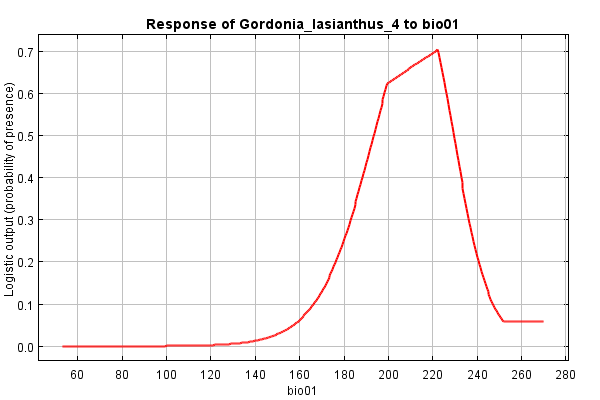 Response of Gordonia_lasianthus_4 to bio01
Logistic output (probability of presence)
0.7
0.6
0.5
0.4
0.3
0.2
0.1
0.0
60 80 100 120 140 160 180 200 220 240 260 280
bio01